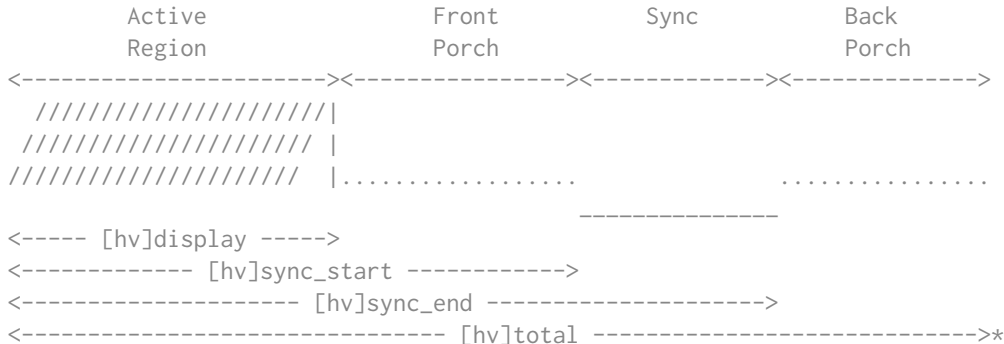 Active                 Front           Sync           Back
         Region                 Porch                          Porch
<-----------------------><----------------><-------------><-------------->
  //////////////////////|
 ////////////////////// |
//////////////////////  |..................               ................
                                           _______________
<----- [hv]display ----->
<------------- [hv]sync_start ------------>
<--------------------- [hv]sync_end --------------------->
<-------------------------------- [hv]total ----------------------------->*